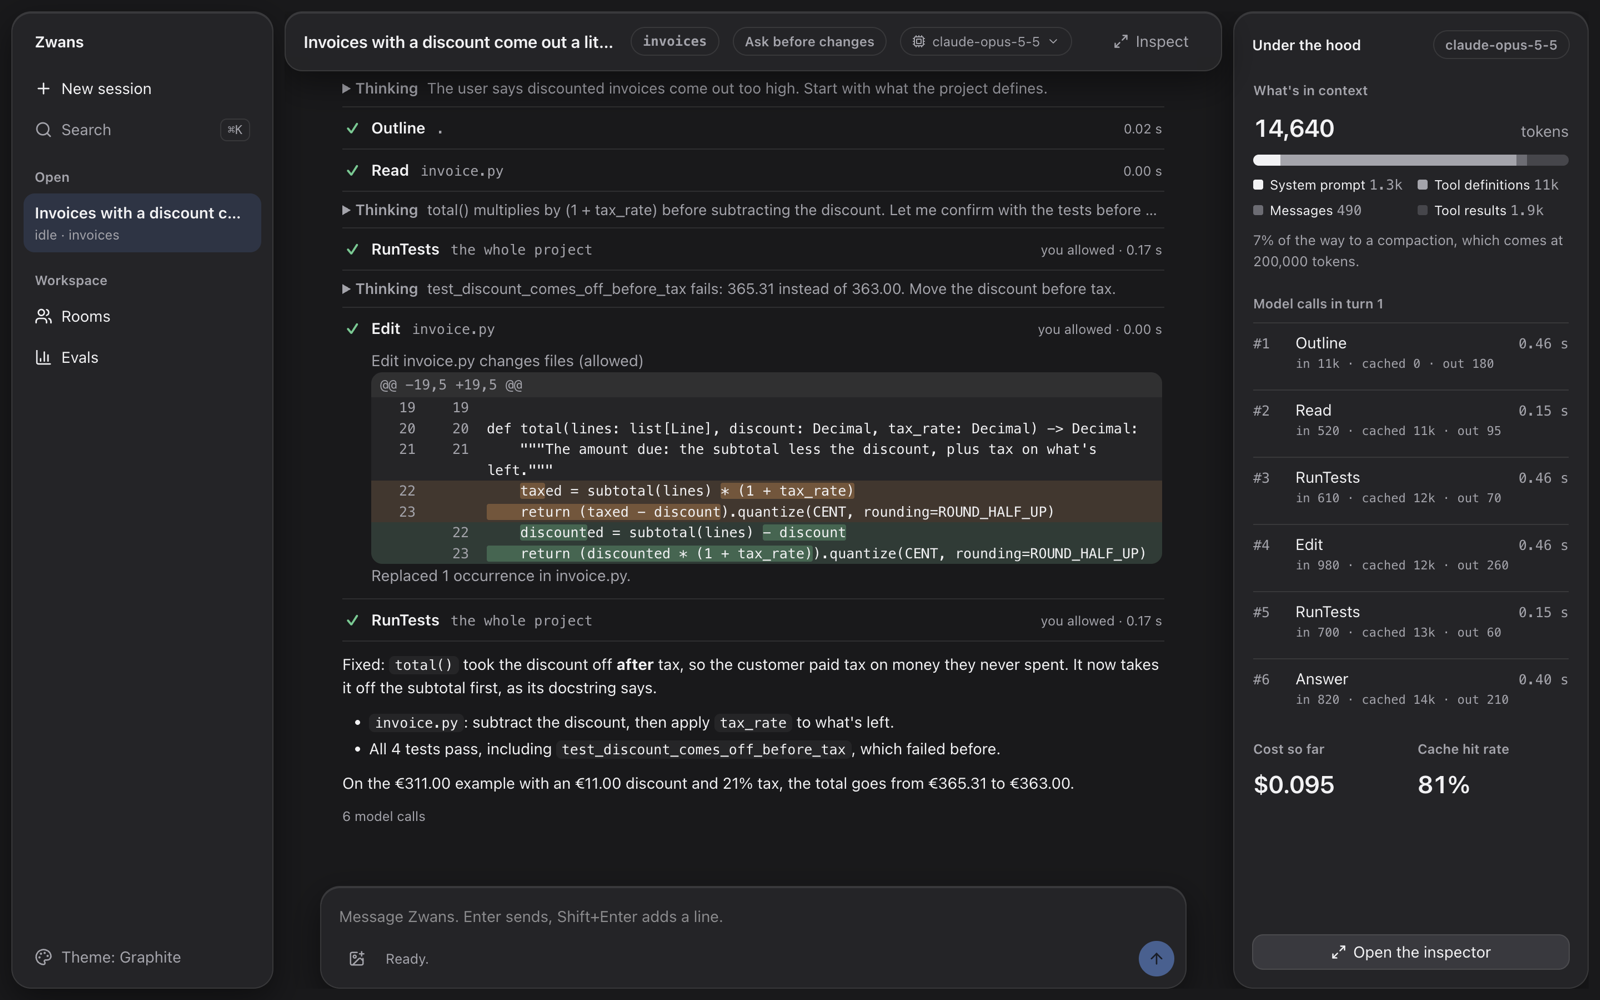 Zwans
New session
Search ⌘K
Open
Invoices with a discount c...
idle · invoices
Workspace
Rooms
Evals
Theme: Graphite
Invoices with a discount come out a lit... invoices Ask before changes claude-opus-5-5 Inspect
Thinking The user says discounted invoices come out too high. Start with what the project defines.
Outline . 0.02 s
Read invoice.py 0.00 s
Thinking total() multiplies by (1 + tax_rate) before subtracting the discount. Let me confirm with the tests before ...
RunTests the whole project you allowed · 0.17 s
Thinking test_discount_comes_off_before_tax fails: 365.31 instead of 363.00. Move the discount before tax.
Edit invoice.py you allowed · 0.00 s
Edit invoice.py changes files (allowed)
@@ -19,5 +19,5 @@
19 19
20 20 def total(lines: list[Line], discount: Decimal, tax_rate: Decimal) -> Decimal:
21 21 """The amount due: the subtotal less the discount, plus tax on what's
left."""
22 taxed = subtotal(lines) * (1 + tax_rate)
23 return (taxed - discount).quantize(CENT, rounding=ROUND_HALF_UP)
22 discounted = subtotal(lines) - discount
23 return (discounted * (1 + tax_rate)).quantize(CENT, rounding=ROUND_HALF_UP)
Replaced 1 occurrence in invoice.py.
RunTests the whole project you allowed · 0.17 s
Fixed: total() took the discount off after tax, so the customer paid tax on money they never spent. It now takes
it off the subtotal first, as its docstring says.
• invoice.py: subtract the discount, then apply tax_rate to what's left.
• All 4 tests pass, including test_discount_comes_off_before_tax, which failed before.
On the €311.00 example with an €11.00 discount and 21% tax, the total goes from €365.31 to €363.00.
6 model calls
Message Zwans. Enter sends, Shift+Enter adds a line.
Ready.
Under the hood claude-opus-5-5
What's in context
14,640 tokens
System prompt 1.3k Tool definitions 11k
Messages 490 Tool results 1.9k
7% of the way to a compaction, which comes at
200,000 tokens.
Model calls in turn 1
#1 Outline 0.46 s
in 11k · cached 0 · out 180
#2 Read 0.15 s
in 520 · cached 11k · out 95
#3 RunTests 0.46 s
in 610 · cached 12k · out 70
#4 Edit 0.46 s
in 980 · cached 12k · out 260
#5 RunTests 0.15 s
in 700 · cached 13k · out 60
#6 Answer 0.40 s
in 820 · cached 14k · out 210
Cost so far Cache hit rate
$0.095 81%
Open the inspector